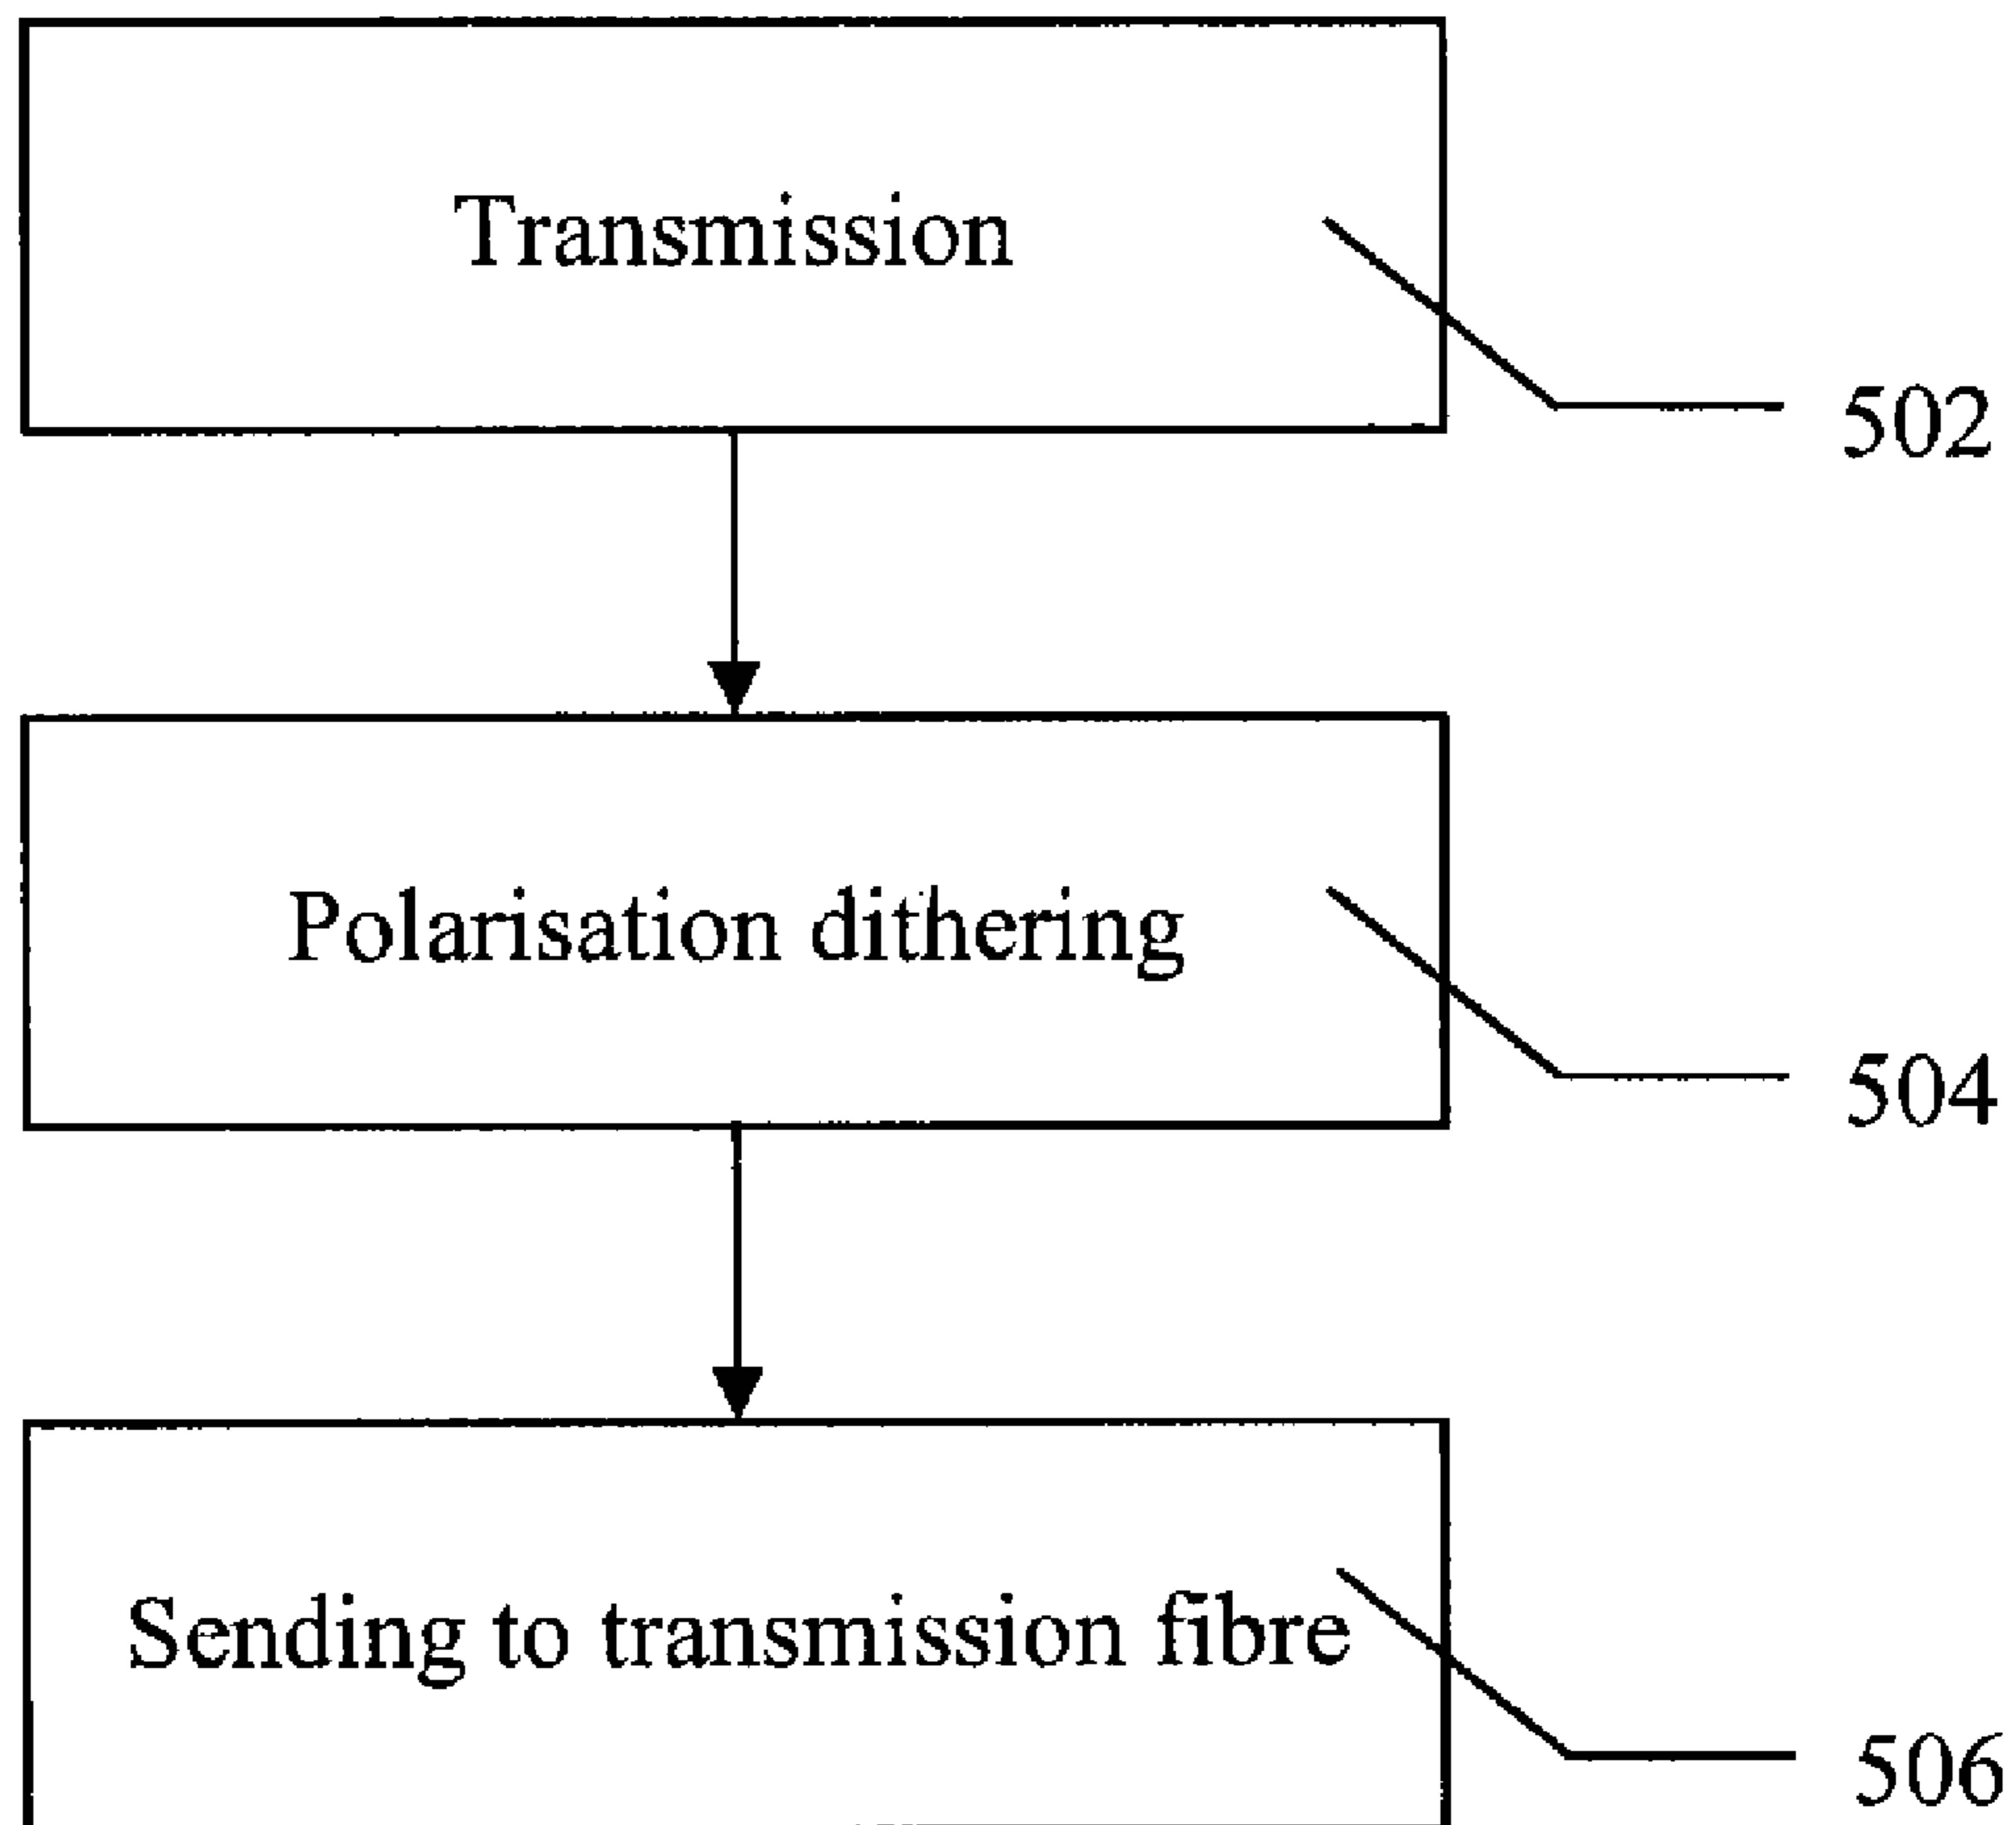 Transmission
502
Polarisation dithering
504
Sending to transmission fibre
506